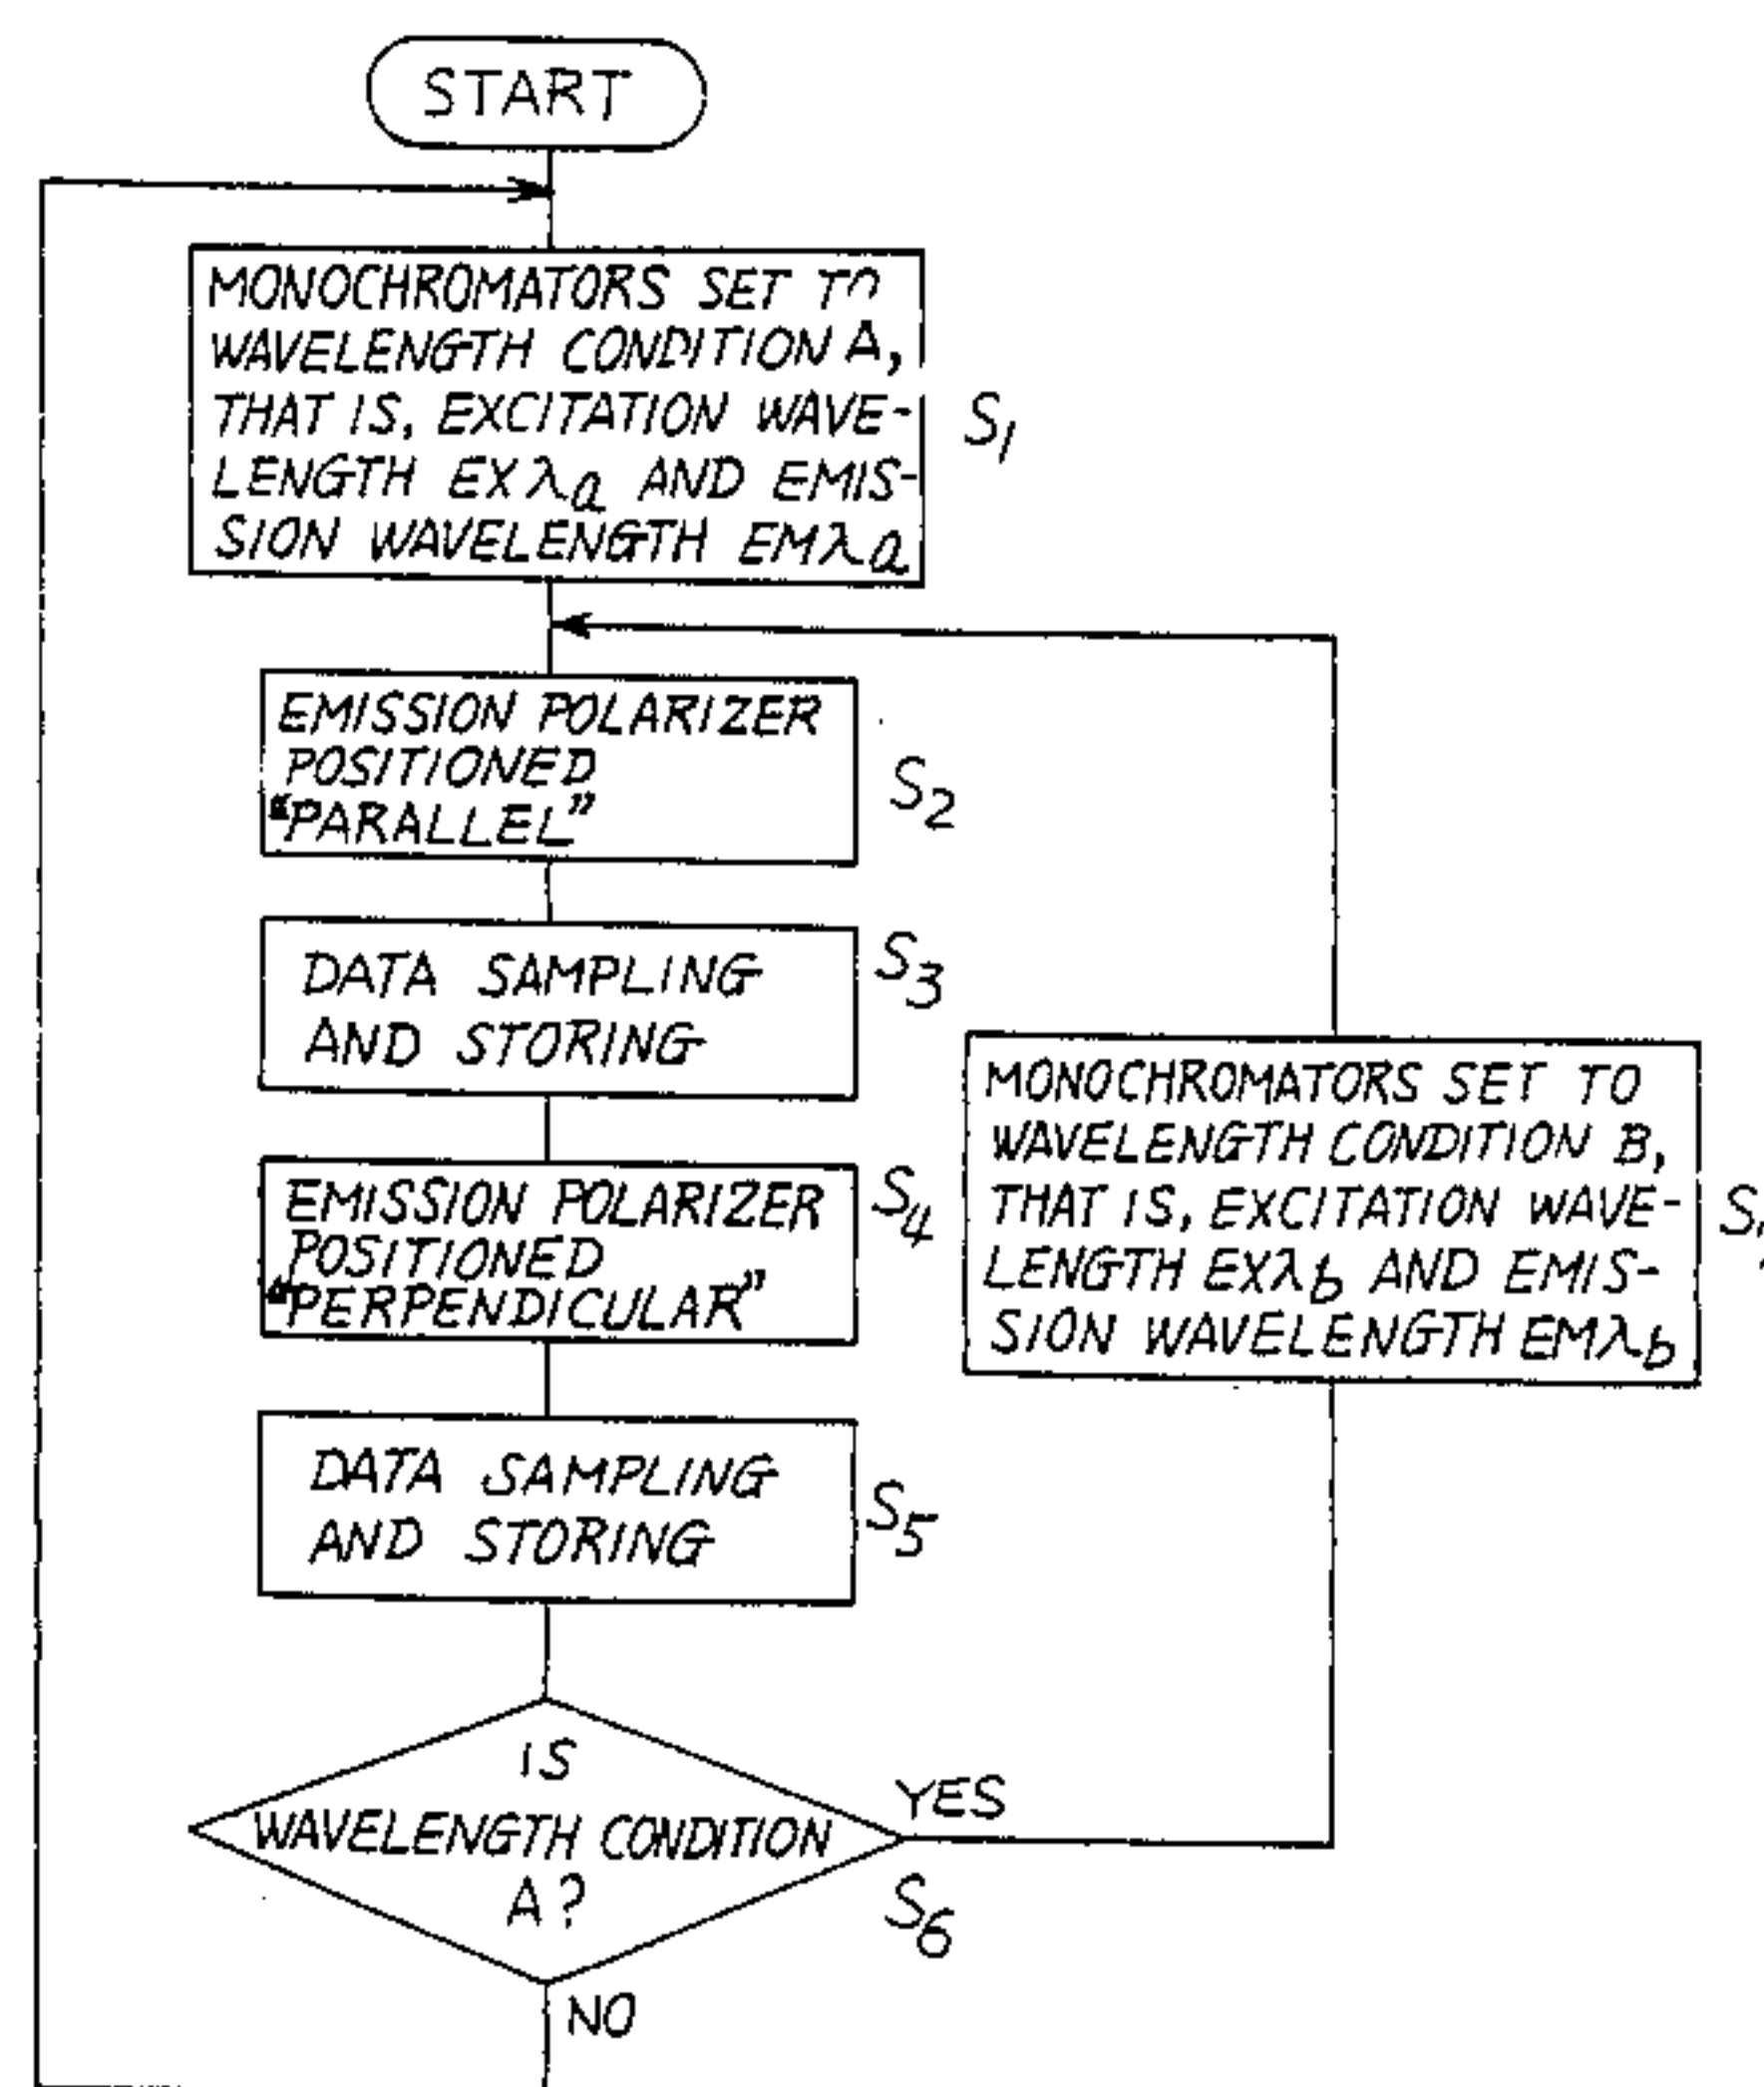 START
MONOCHROMATORS SET TO
WAVELENGTH CONDITION A,
THAT IS, EXCITATION WAVE-
LENGTH EXλa AND EMIS-
SION WAVELENGTH EMλa
S1
EMISSION POLARIZER
POSITIONED
"PARALLEL"
S2
DATA SAMPLING
AND STORING
S3
EMISSION POLARIZER
POSITIONED
"PERPENDICULAR"
S4
MONOCHROMATORS SET TO
WAVELENGTH CONDITION B,
THAT IS, EXCITATION WAVE-
LENGTH EXλb AND EMIS-
SION WAVELENGTH EMλb
DATA SAMPLING
AND STORING
S5
IS
WAVELENGTH CONDITION
A?
YES
S6
NO